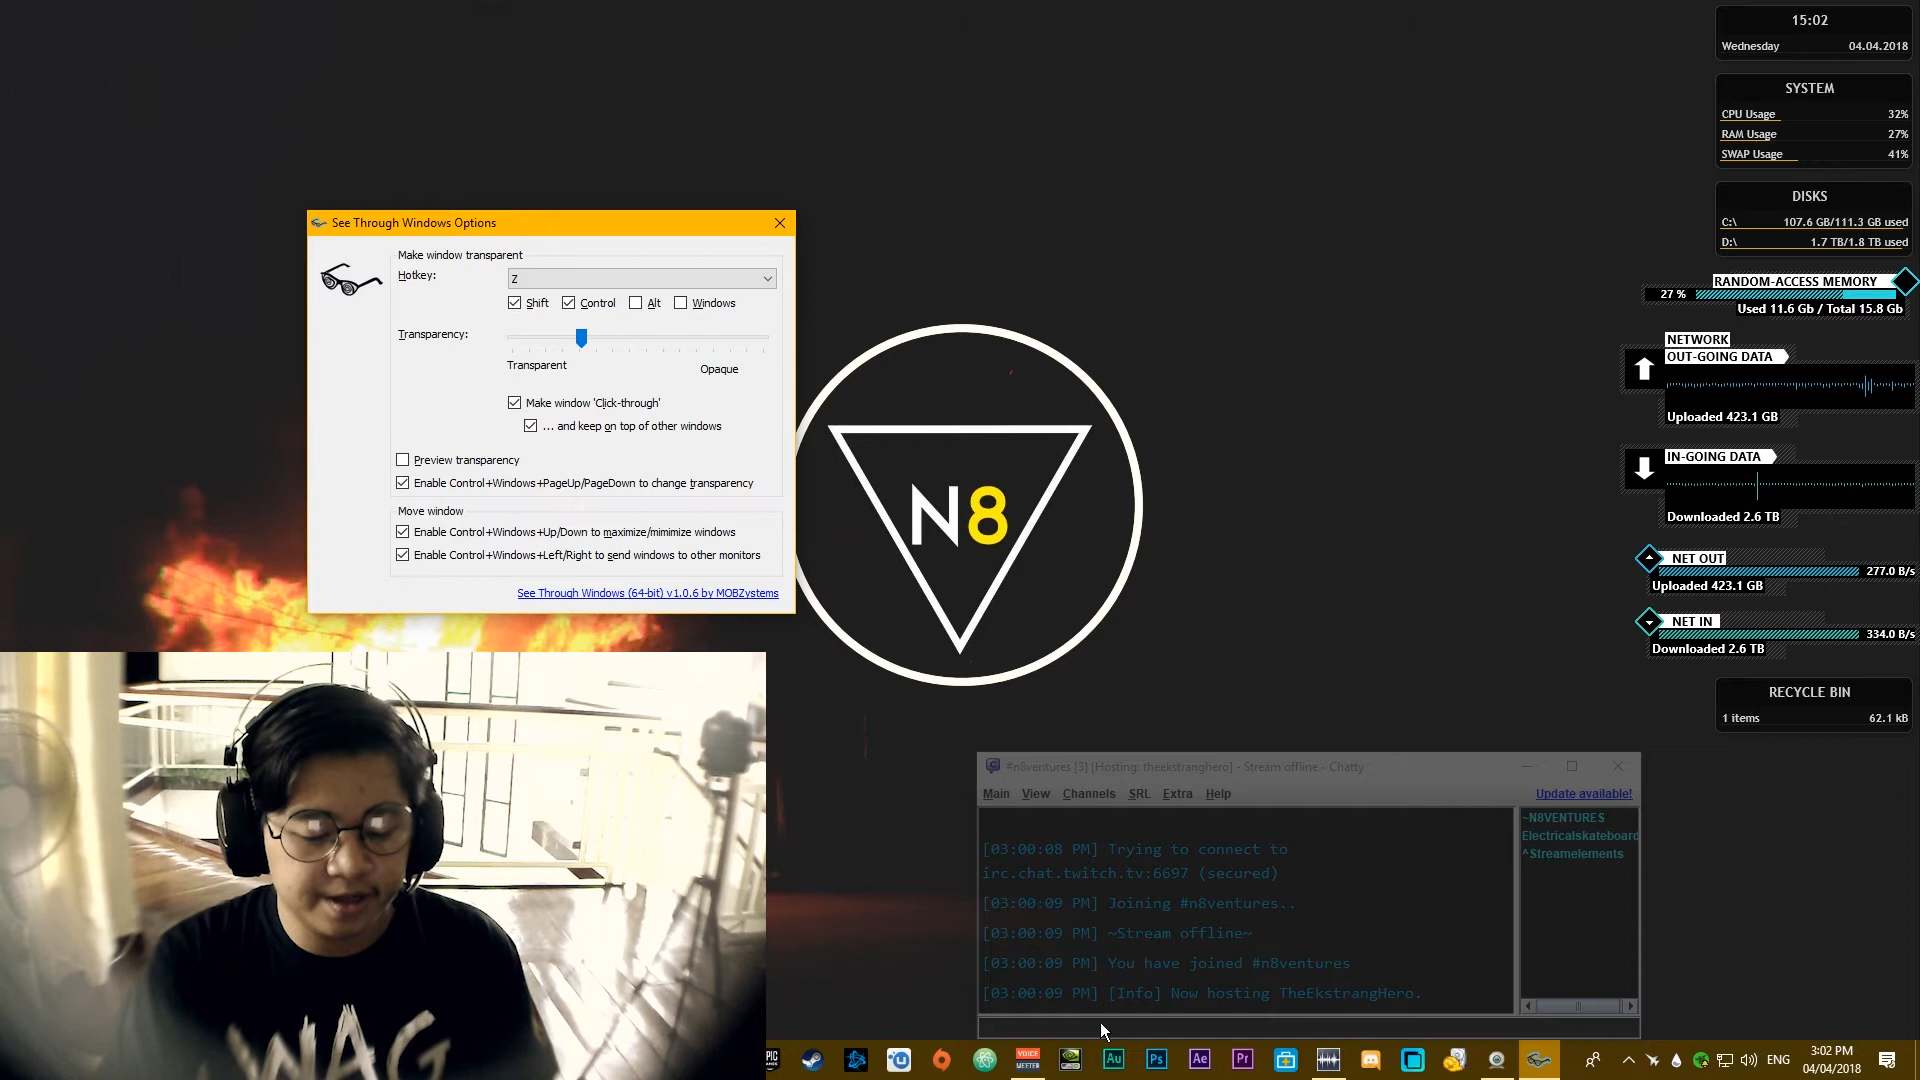 15:02
Wednesday 04.04.2018
SYSTEM
CPU Usage 32%
RAM Usage 27%
SWAP Usage 41%
DISKS
C:\ 107.6 GB/111.3 GB used
D:\ 1.7 TB/1.8 TB used
RANDOM-ACCESS MEMORY
27 %
Used 11.6 Gb / Total 15.8 Gb
NETWORK
OUT-GOING DATA
Uploaded 423.1 GB
IN-GOING DATA
Downloaded 2.6 TB
NET OUT
277.0 B/s
Uploaded 423.1 GB
NET IN
334.0 B/s
Downloaded 2.6 TB
RECYCLE BIN
1 items 62.1 kB
See Through Windows Options
Make window transparent
Hotkey: Z
Shift Control Alt Windows
Transparency:
Transparent Opaque
Make window 'Click-through'
... and keep on top of other windows
Preview transparency
Enable Control+Windows+PageUp/PageDown to change transparency
Move window
Enable Control+Windows+Up/Down to maximize/mimimize windows
Enable Control+Windows+Left/Right to send windows to other monitors
See Through Windows (64-bit) v1.0.6 by MOBZystems
N8
WAG
#n8ventures [3] [Hosting: theekstranghero] - Stream offline - Chatty
Main View Channels SRL Extra Help Update available!
[03:00:08 PM] Trying to connect to
irc.chat.twitch.tv:6697 (secured)
[03:00:09 PM] Joining #n8ventures..
[03:00:09 PM] ~Stream offline~
[03:00:09 PM] You have joined #n8ventures
[03:00:09 PM] [Info] Now hosting TheEkstrangHero.
~N8VENTURES
Electricalskateboard
^Streamelements
EPIC
VOICE
MEETER
Au Ps Ae Pr
ENG
3:02 PM
04/04/2018